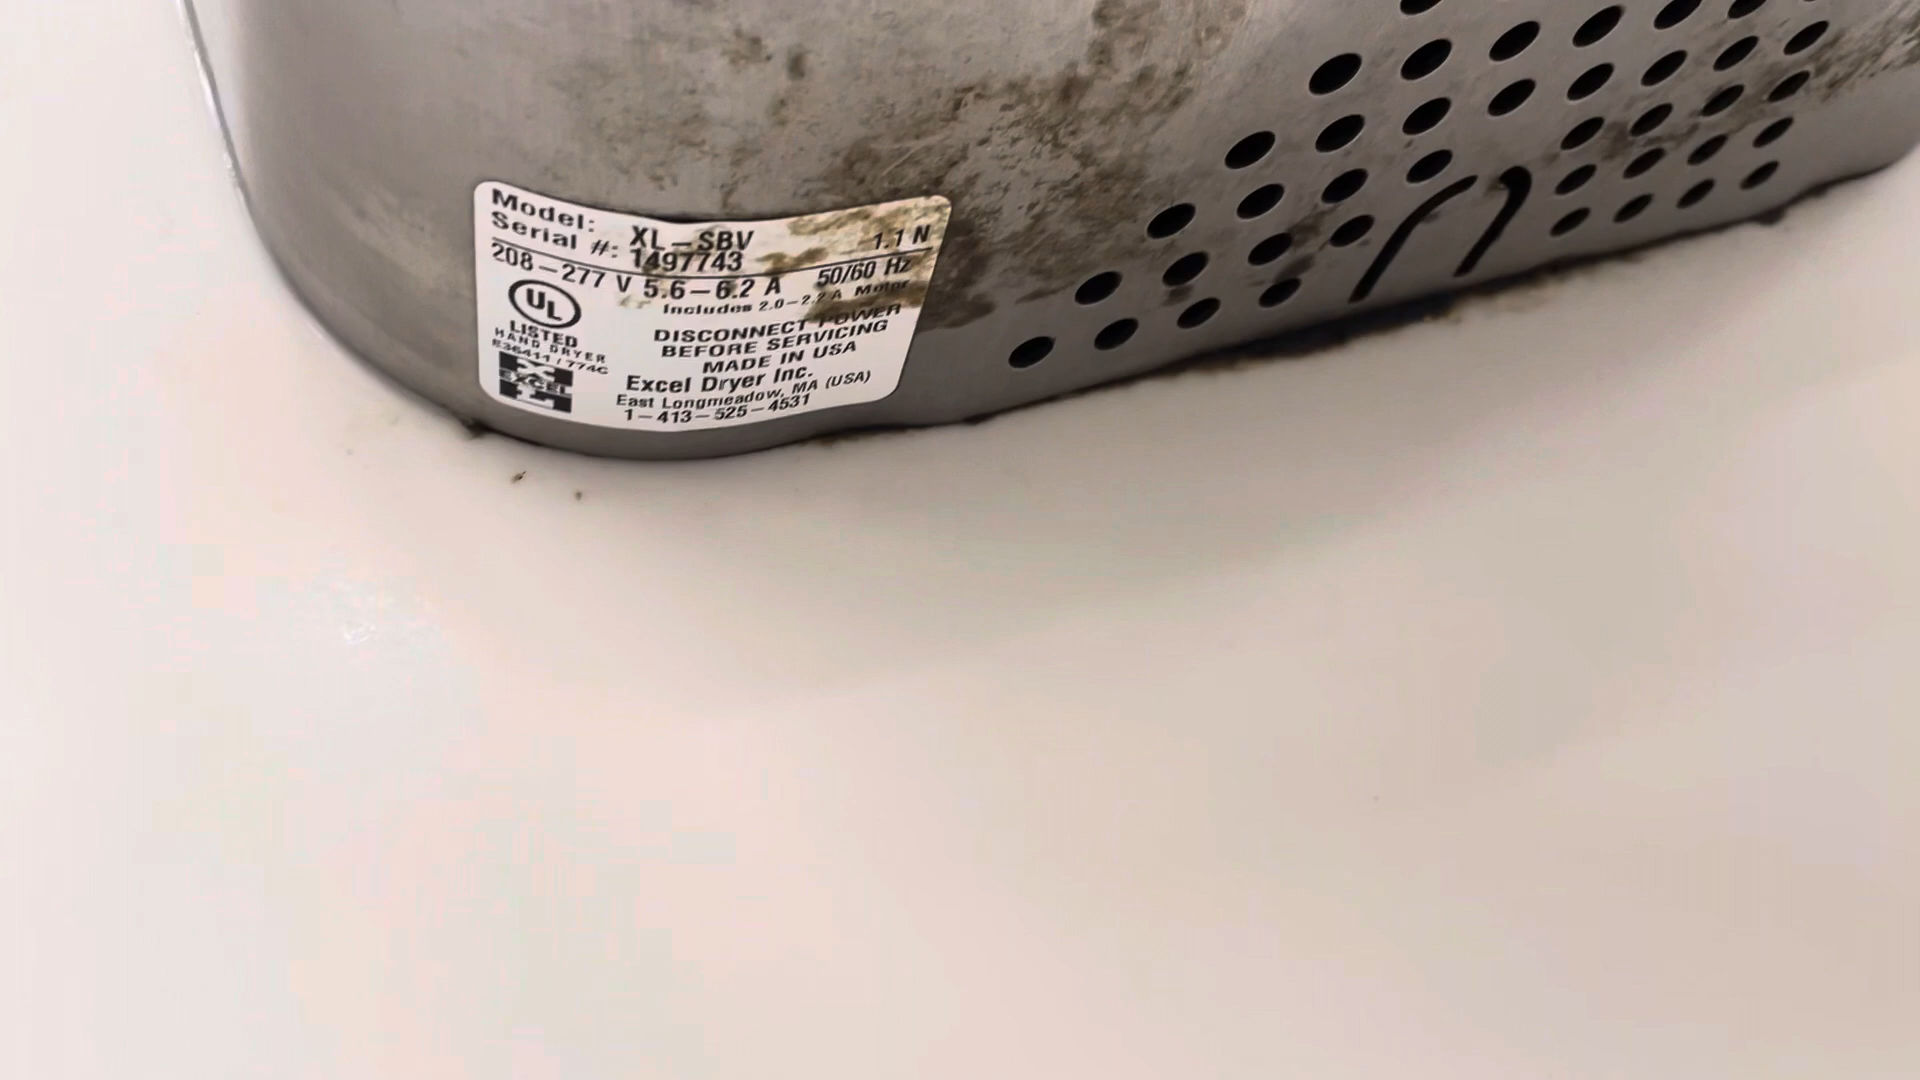 Model: XL-SBV 1.1 N
Serial #: 1497743
208-277 V 5.6-6.2 A 50/60 Hz
Includes 2.0-2.2 A Motor
UL
LISTED
HAND DRYER
E36411 / 774C
EXCEL
DISCONNECT POWER
BEFORE SERVICING
MADE IN USA
Excel Dryer Inc.
East Longmeadow, MA (USA)
1-413-525-4531